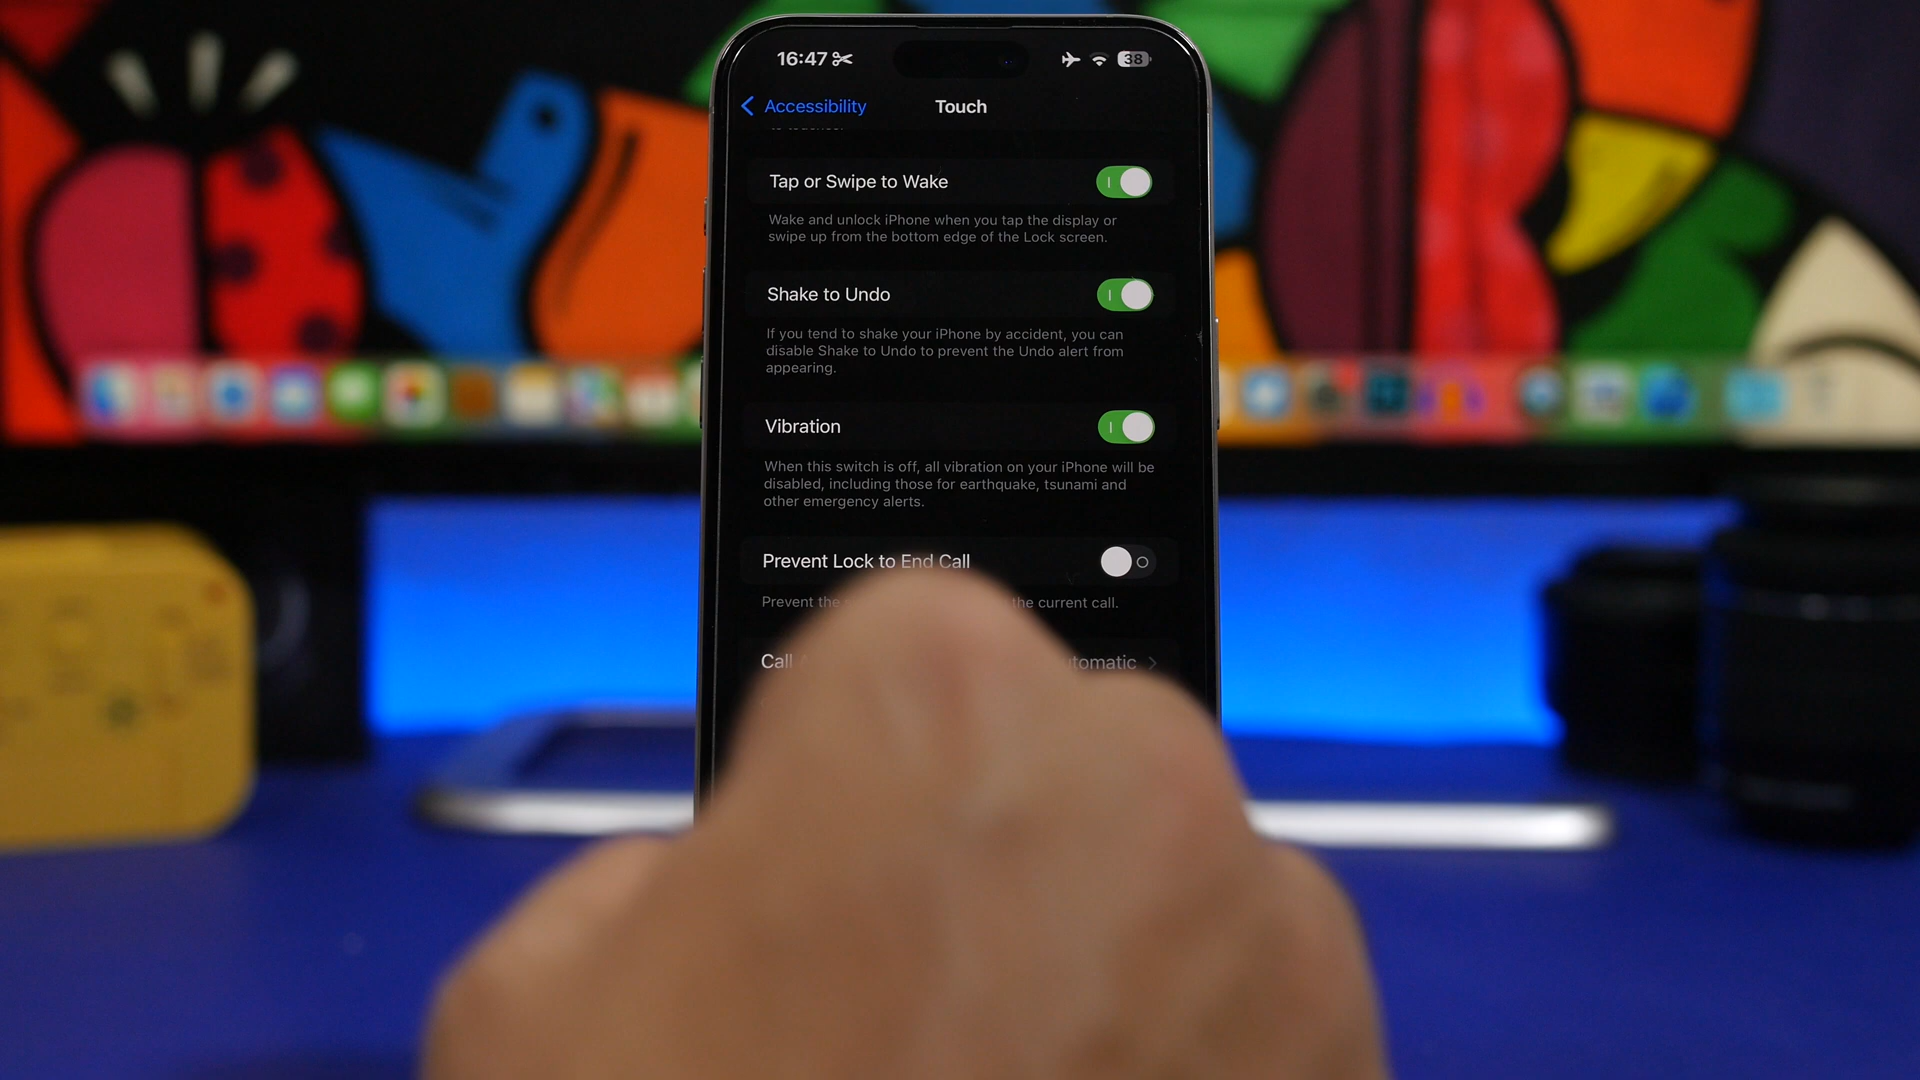 16:47
38
Accessibility
Touch
Tap or Swipe to Wake
Wake and unlock iPhone when you tap the display or
swipe up from the bottom edge of the Lock screen.
Shake to Undo
If you tend to shake your iPhone by accident, you can
disable Shake to Undo to prevent the Undo alert from
appearing.
Vibration
When this switch is off, all vibration on your iPhone will be
disabled, including those for earthquake, tsunami and
other emergency alerts.
Prevent Lock to End Call
Prevent the the current call.
Call